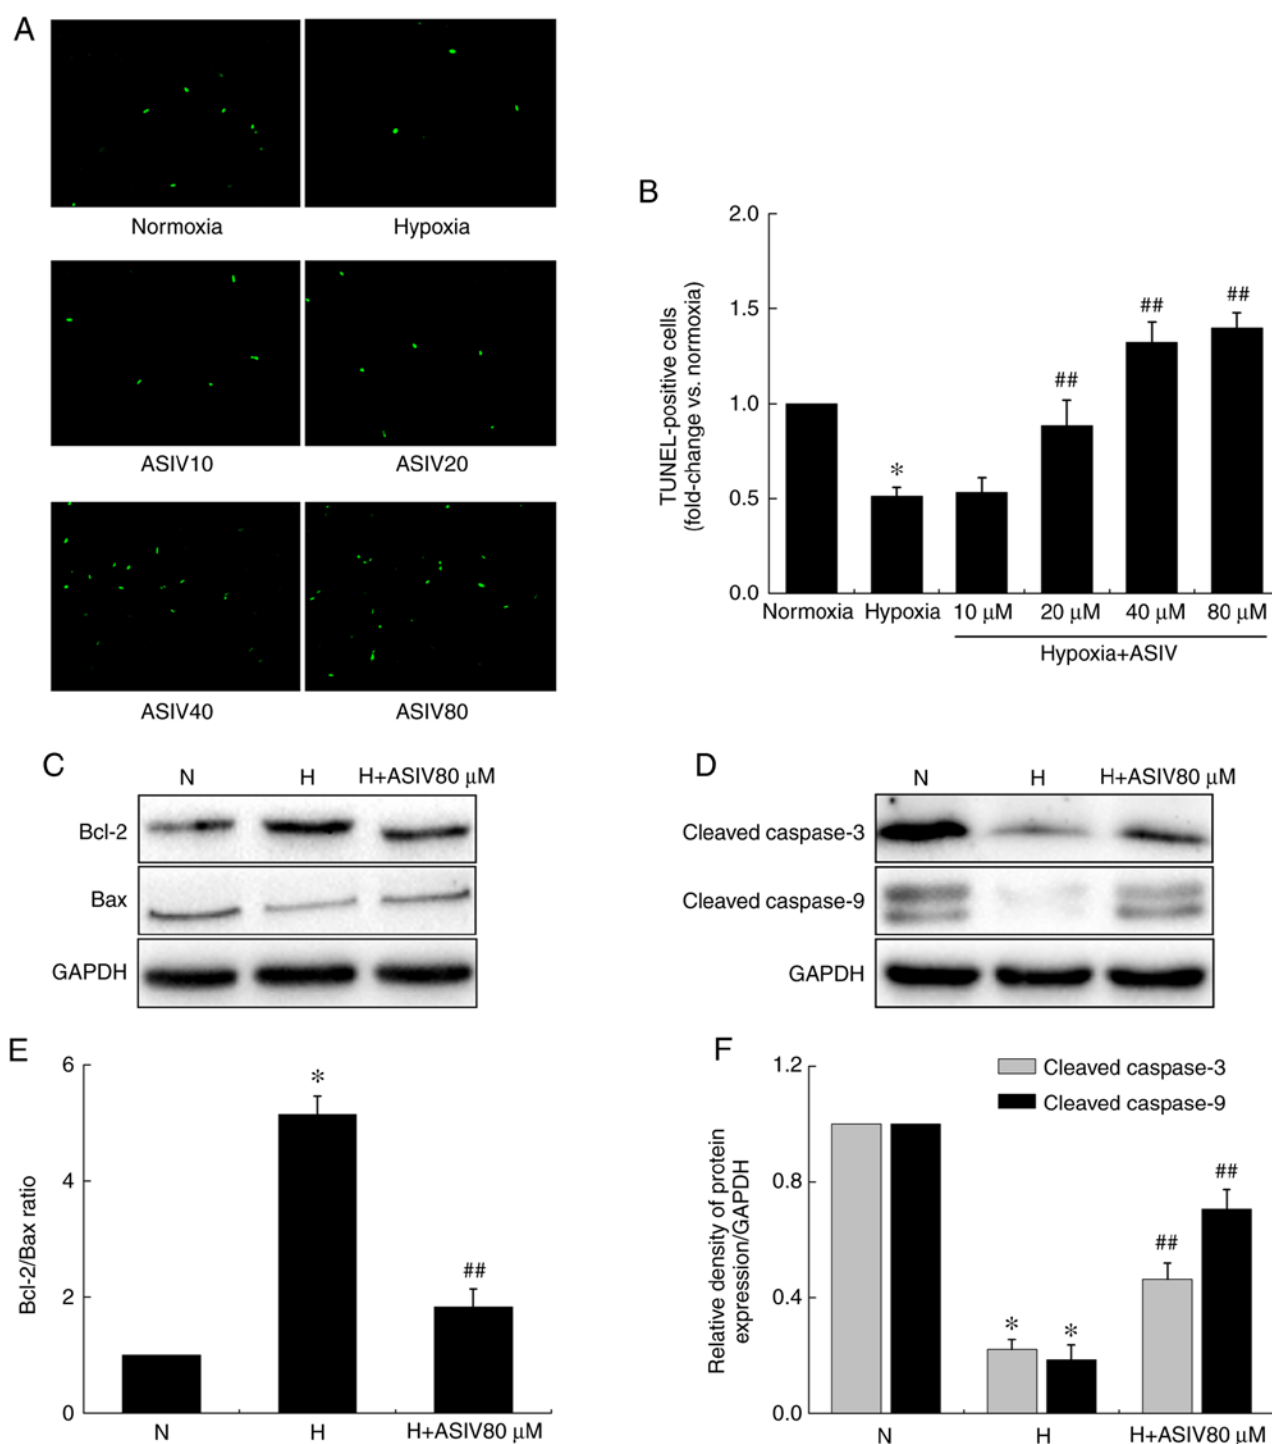 A
Normoxia
Hypoxia
ASIV10
ASIV20
ASIV40
ASIV80
B
TUNEL-positive cells
(fold-change vs. normoxia)
2.0
1.5
1.0
0.5
0.0
*
##
##
##
Normoxia Hypoxia 10 μM 20 μM 40 μM 80 μM
Hypoxia+ASIV
C
N H H+ASIV80 μM
Bcl-2
Bax
GAPDH
D
N H H+ASIV80 μM
Cleaved caspase-3
Cleaved caspase-9
GAPDH
E
Bcl-2/Bax ratio
6
4
2
0
*
##
N H H+ASIV80 μM
F
Relative density of protein
expression/GAPDH
1.2
0.8
0.4
0.0
Cleaved caspase-3
Cleaved caspase-9
*
*
##
##
N H H+ASIV80 μM